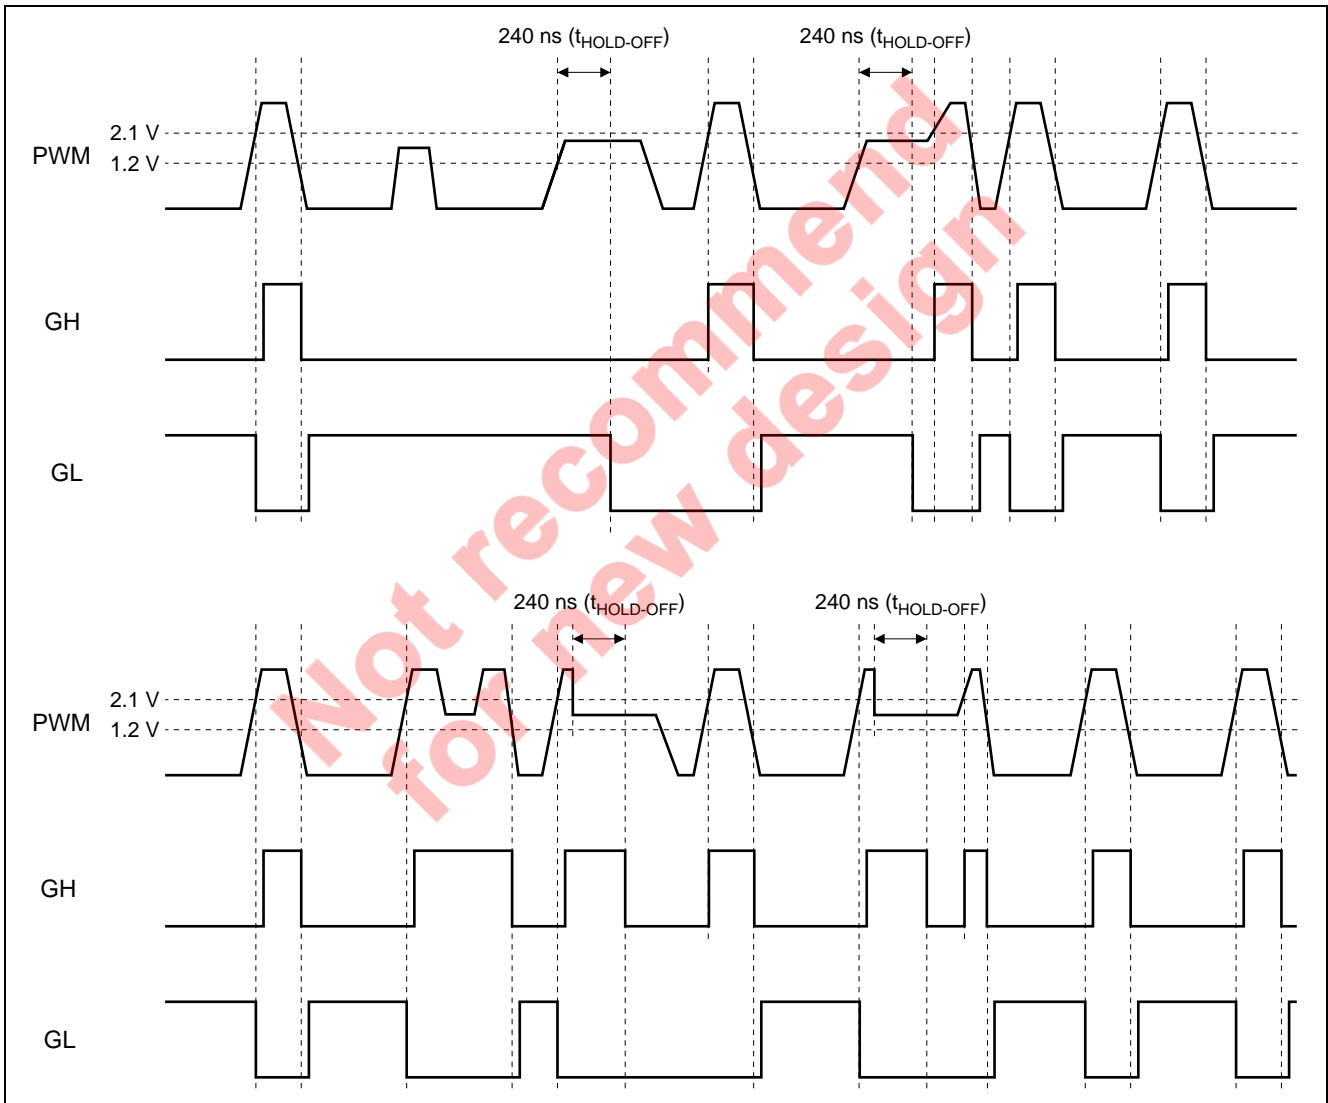 240 ns (tHOLD-OFF) 240 ns (tHOLD-OFF)
2.1 V
PWM
1.2 V
GH
GL
240 ns (tHOLD-OFF) 240 ns (tHOLD-OFF)
2.1 V
PWM
1.2 V
GH
GL
Not recommend
for new design